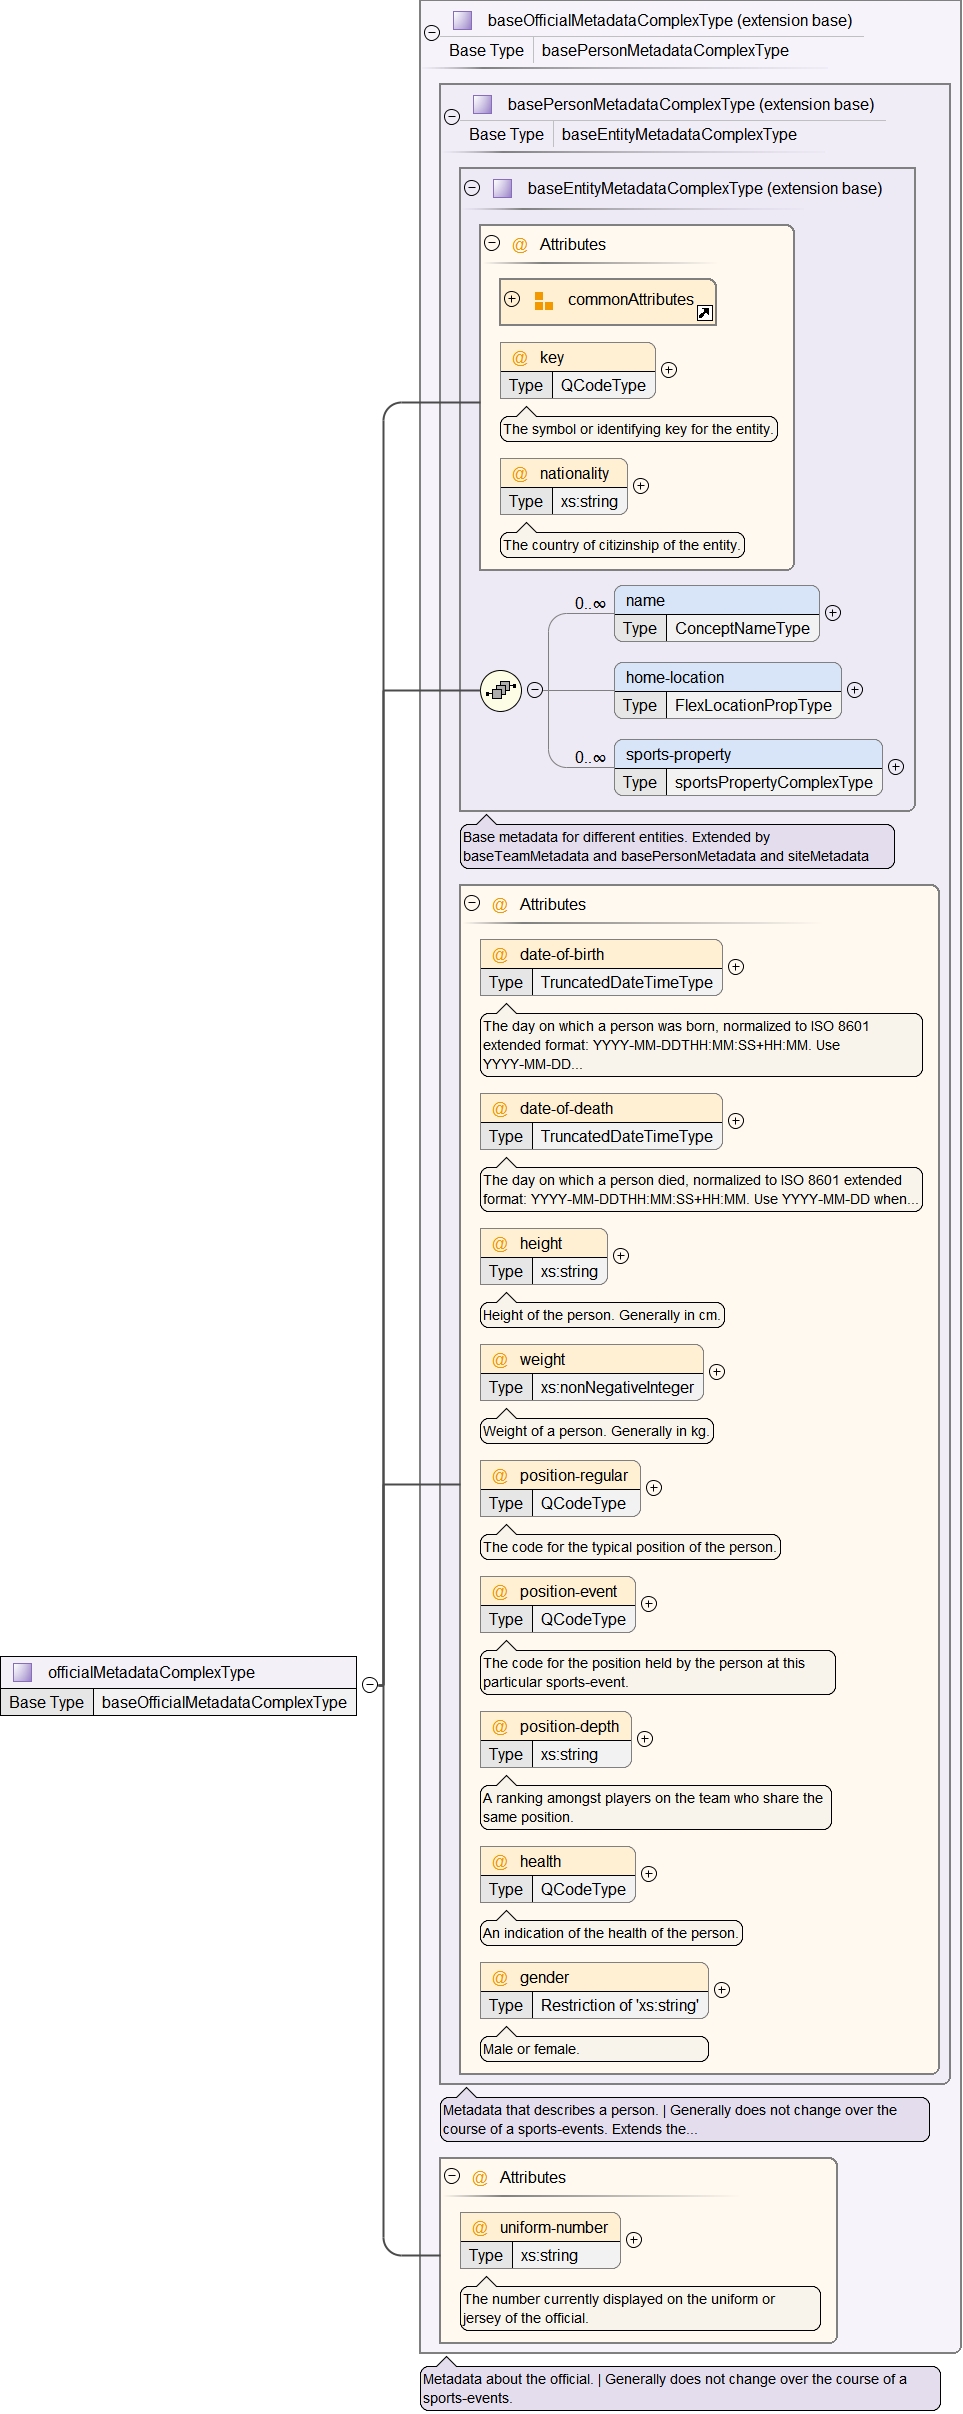 baseOfficialMetadataComplexType (extension base)
Base Type basePersonMetadataComplexType
basePersonMetadataComplexType (extension base)
Base Type baseEntityMetadataComplexType
baseEntityMetadataComplexType (extension base)
@ Attributes
commonAttributes
@ key
Type QCodeType
The symbol or identifying key for the entity.
@ nationality
Type xs:string
The country of citizinship of the entity.
0..∞ name
Type ConceptNameType
home-location
Type FlexLocationPropType
0..∞ sports-property
Type sportsPropertyComplexType
Base metadata for different entities. Extended by
baseTeamMetadata and basePersonMetadata and siteMetadata
@ Attributes
@ date-of-birth
Type TruncatedDateTimeType
The day on which a person was born, normalized to ISO 8601
extended format: YYYY-MM-DDTHH:MM:SS+HH:MM. Use
YYYY-MM-DD...
@ date-of-death
Type TruncatedDateTimeType
The day on which a person died, normalized to ISO 8601 extended
format: YYYY-MM-DDTHH:MM:SS+HH:MM. Use YYYY-MM-DD when...
@ height
Type xs:string
Height of the person. Generally in cm.
@ weight
Type xs:nonNegativeInteger
Weight of a person. Generally in kg.
@ position-regular
Type QCodeType
The code for the typical position of the person.
@ position-event
Type QCodeType
The code for the position held by the person at this
particular sports-event.
officialMetadataComplexType
Base Type baseOfficialMetadataComplexType
@ position-depth
Type xs:string
A ranking amongst players on the team who share the
same position.
@ health
Type QCodeType
An indication of the health of the person.
@ gender
Type Restriction of 'xs:string'
Male or female.
Metadata that describes a person. | Generally does not change over the
course of a sports-events. Extends the...
@ Attributes
@ uniform-number
Type xs:string
The number currently displayed on the uniform or
jersey of the official.
Metadata about the official. | Generally does not change over the course of a
sports-events.